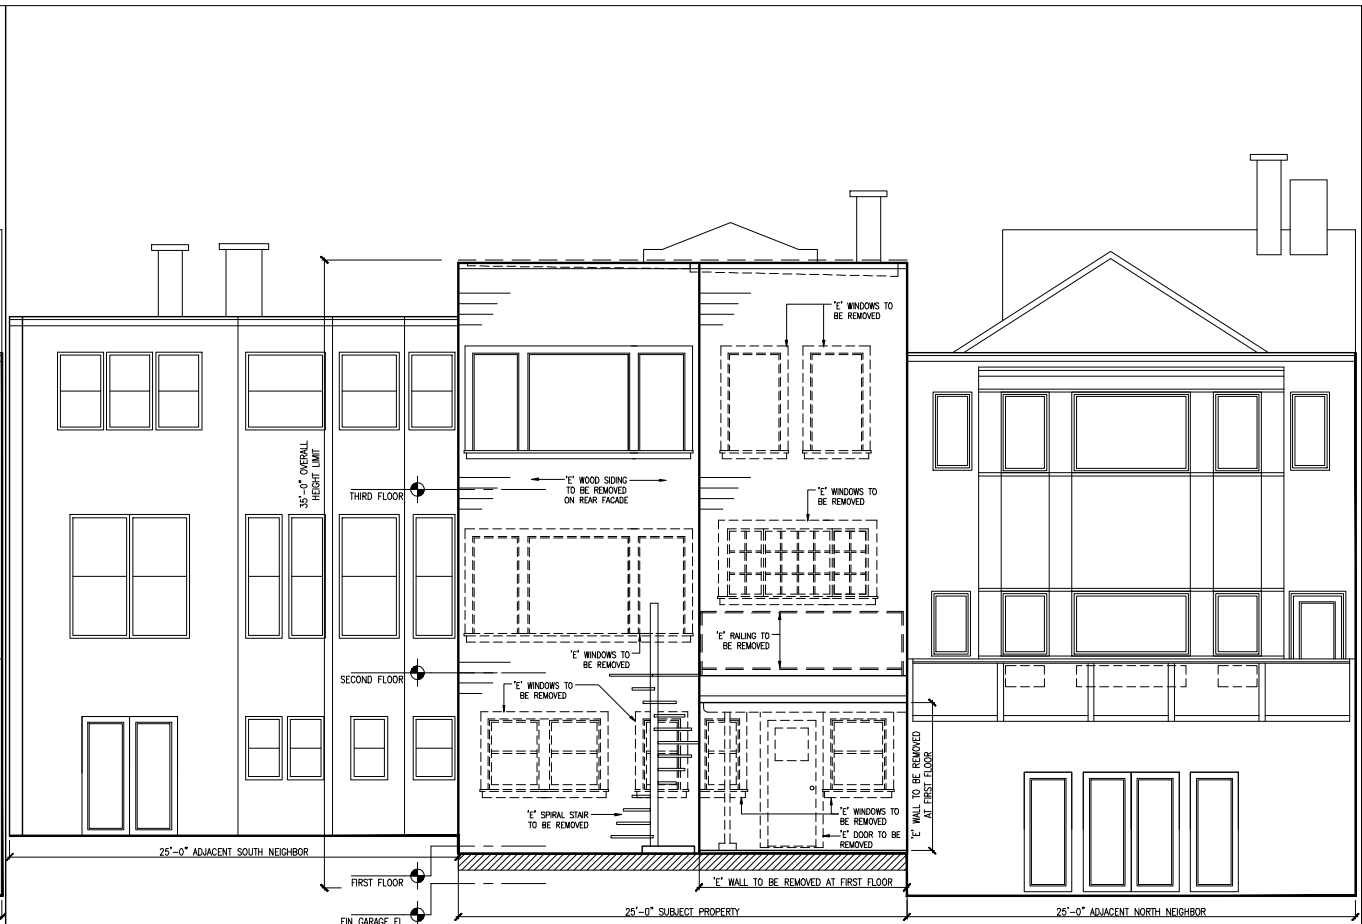 'E' WINDOWS TO
BE REMOVED
35'-0" OVERALL
HEIGHT LIMIT
THIRD FLOOR
'E' WOOD SIDING
TO BE REMOVED
ON REAR FACADE
'E' WINDOWS TO
BE REMOVED
'E' RAILING TO
BE REMOVED
'E' WINDOWS TO
BE REMOVED
SECOND FLOOR
'E' WINDOWS TO
BE REMOVED
'E' WALL TO BE REMOVED
AT FIRST FLOOR
'E' SPIRAL STAIR
TO BE REMOVED
'E' WINDOWS TO
BE REMOVED
'E' DOOR TO BE
REMOVED
25'-0" ADJACENT SOUTH NEIGHBOR
FIRST FLOOR
'E' WALL TO BE REMOVED AT FIRST FLOOR
25'-0" SUBJECT PROPERTY
25'-0" ADJACENT NORTH NEIGHBOR
FIN GARAGE FL